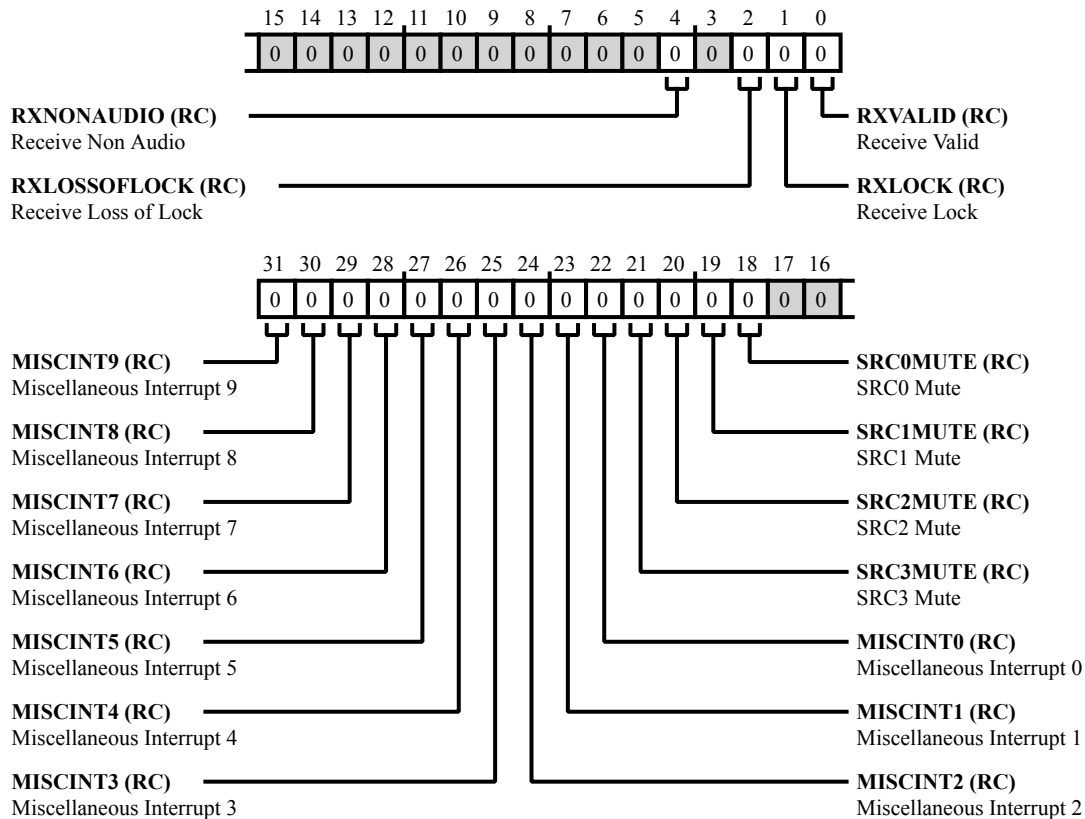 15 14 13 12 11 10 9 8 7 6 5 4 3 2 1 0
0 0 0 0 0 0 0 0 0 0 0 0 0 0 0 0
RXNONAUDIO (RC)
Receive Non Audio
RXVALID (RC)
Receive Valid
RXLOSSOFLOCK (RC)
Receive Loss of Lock
RXLOCK (RC)
Receive Lock
31 30 29 28 27 26 25 24 23 22 21 20 19 18 17 16
0 0 0 0 0 0 0 0 0 0 0 0 0 0 0 0
MISCINT9 (RC)
Miscellaneous Interrupt 9
SRC0MUTE (RC)
SRC0 Mute
MISCINT8 (RC)
Miscellaneous Interrupt 8
SRC1MUTE (RC)
SRC1 Mute
MISCINT7 (RC)
Miscellaneous Interrupt 7
SRC2MUTE (RC)
SRC2 Mute
MISCINT6 (RC)
Miscellaneous Interrupt 6
SRC3MUTE (RC)
SRC3 Mute
MISCINT5 (RC)
Miscellaneous Interrupt 5
MISCINT0 (RC)
Miscellaneous Interrupt 0
MISCINT4 (RC)
Miscellaneous Interrupt 4
MISCINT1 (RC)
Miscellaneous Interrupt 1
MISCINT3 (RC)
Miscellaneous Interrupt 3
MISCINT2 (RC)
Miscellaneous Interrupt 2